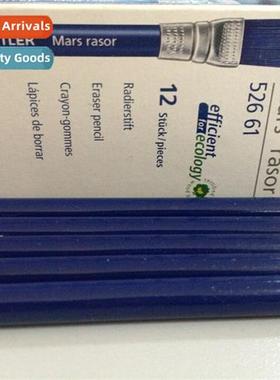 Arrivals
ty Goods
TLER Mars rasor
12 Stück/pieces
Radierstift
Eraser pencil
Crayon-gommes
Lápices de borrar
efficient
for ecology
526 61
rasor